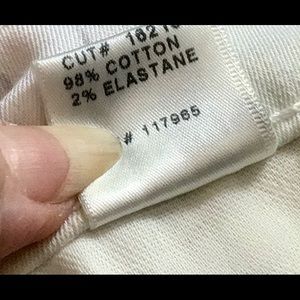 CUT#
98% COTTON
2% ELASTANE
# 117965